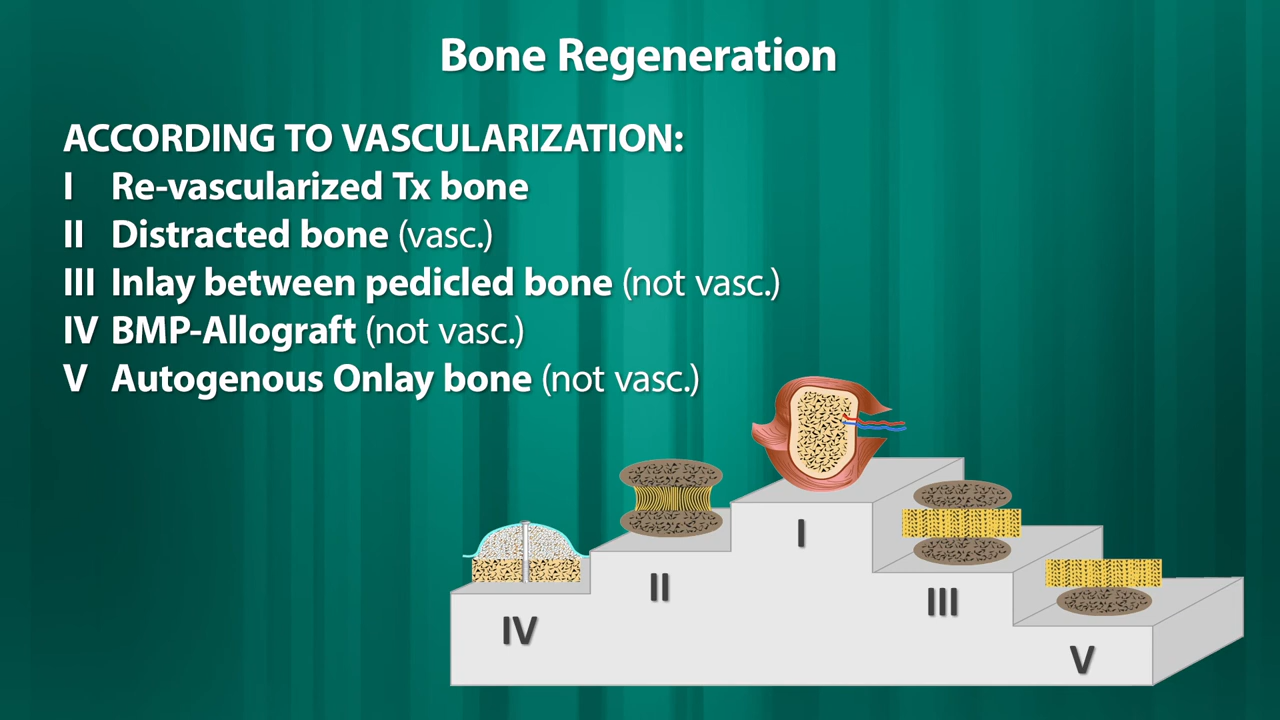 Bone Regeneration
ACCORDING TO VASCULARIZATION:
I Re-vascularized Tx bone
II Distracted bone (vasc.)
III Inlay between pedicled bone (not vasc.)
IV BMP-Allograft (not vasc.)
V Autogenous Onlay bone (not vasc.)
I
II
III
IV
V